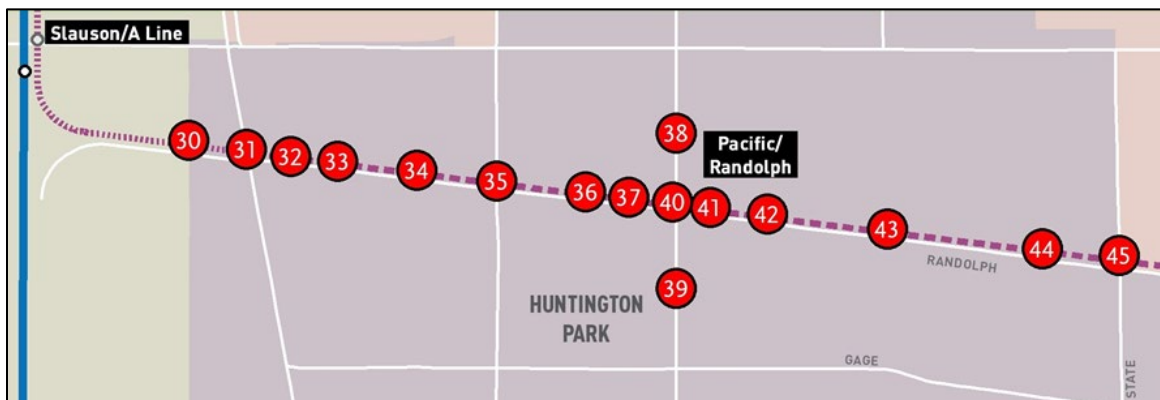 Slauson/A Line
30
31
32
33
34
35
36
37
38
40
41
42
43
44
45
39
Pacific/
Randolph
RANDOLPH
HUNTINGTON
PARK
GAGE
STATE